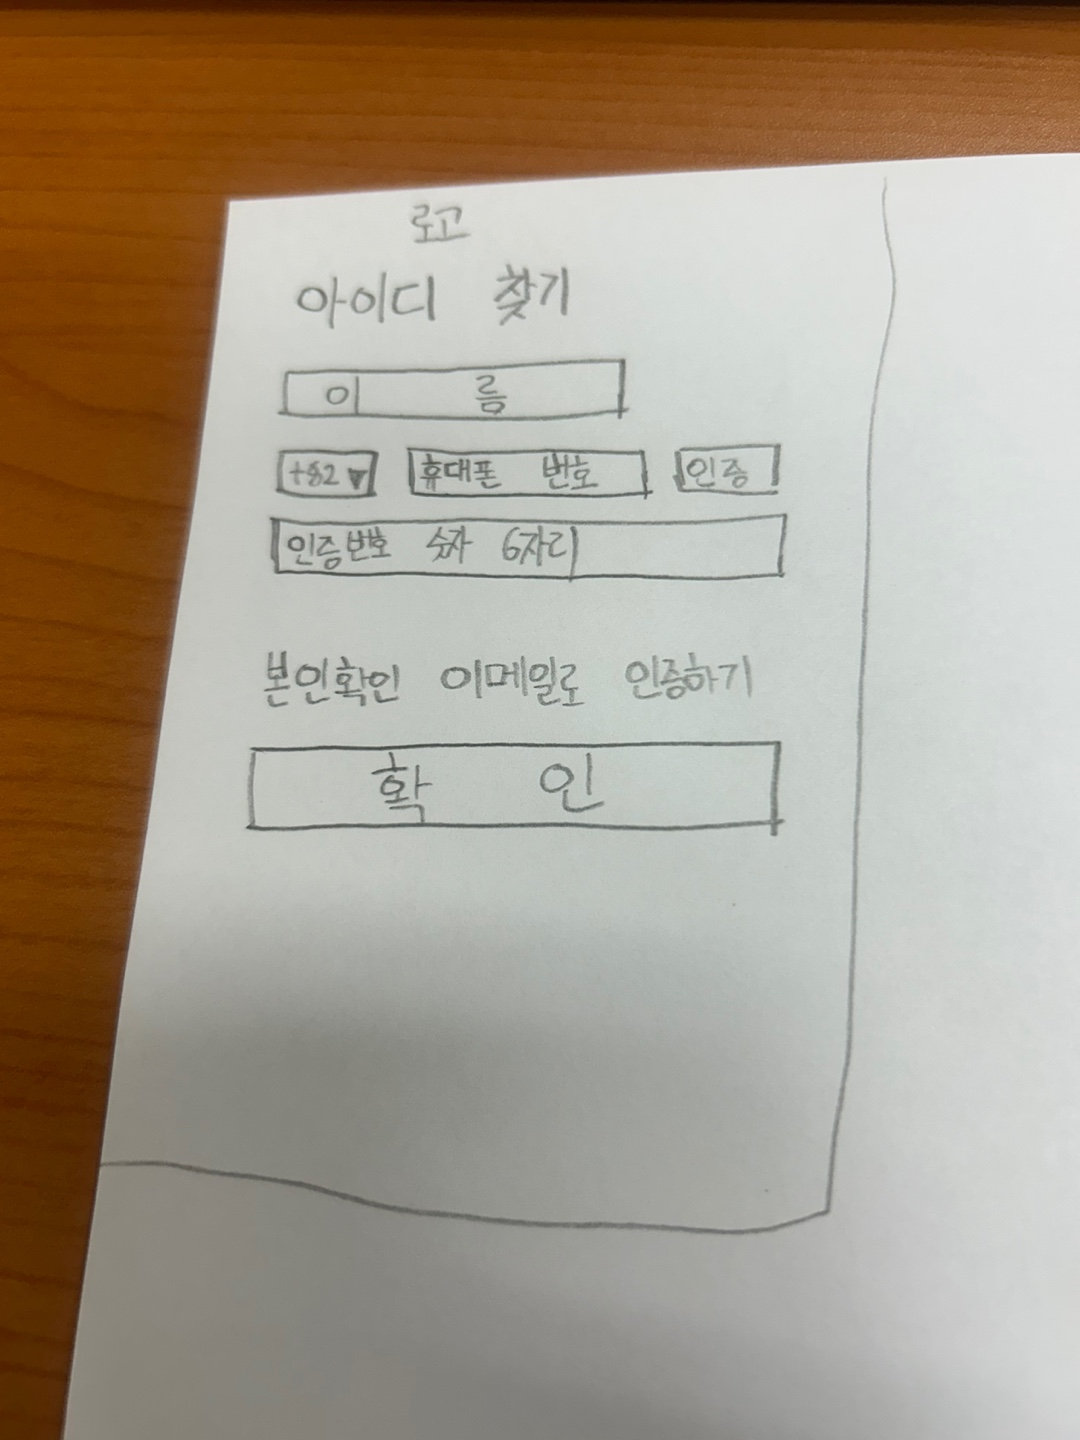 로고
아이디 찾기
이름
+82 ▼ 휴대폰 번호 인증
인증번호 숫자 6자리
본인확인 이메일로 인증하기
확인